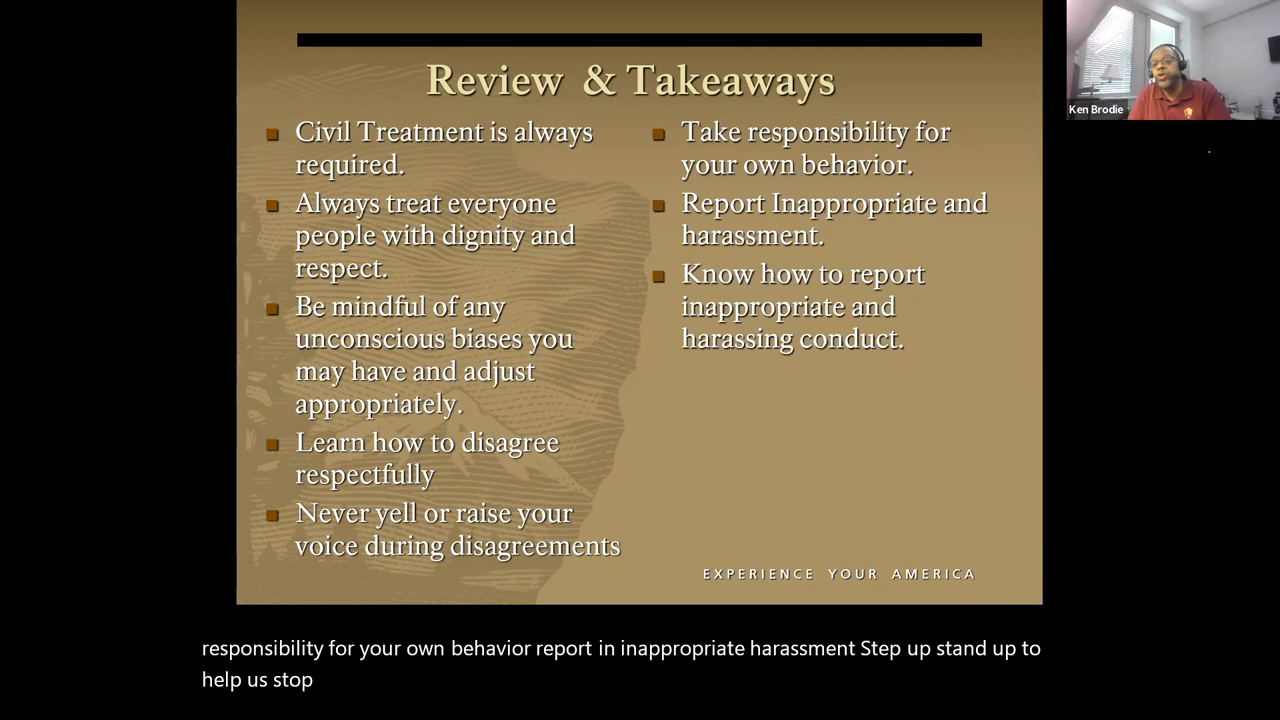 Review & Takeaways
Civil Treatment is always
required.
Always treat everyone
people with dignity and
respect.
Be mindful of any
unconscious biases you
may have and adjust
appropriately.
Learn how to disagree
respectfully
Never yell or raise your
voice during disagreements
Take responsibility for
your own behavior.
Report Inappropriate and
harassment.
Know how to report
inappropriate and
harassing conduct.
EXPERIENCE YOUR AMERICA
Ken Brodie
responsibility for your own behavior report in inappropriate harassment Step up stand up to
help us stop